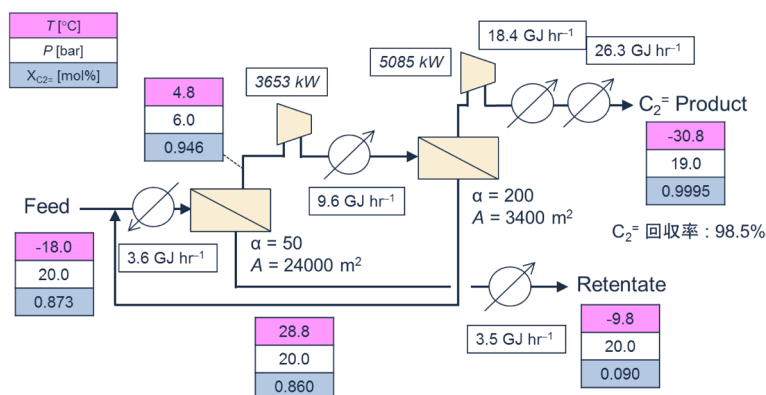 T [°C]
P [bar]
X_C2= [mol%]
18.4 GJ hr⁻¹
26.3 GJ hr⁻¹
5085 kW
3653 kW
4.8
6.0
0.946
C₂⁼ Product
-30.8
19.0
0.9995
9.6 GJ hr⁻¹
α = 200
A = 3400 m²
C₂⁼ 回収率 : 98.5%
Feed
-18.0
20.0
0.873
3.6 GJ hr⁻¹
α = 50
A = 24000 m²
Retentate
3.5 GJ hr⁻¹
-9.8
20.0
0.090
28.8
20.0
0.860